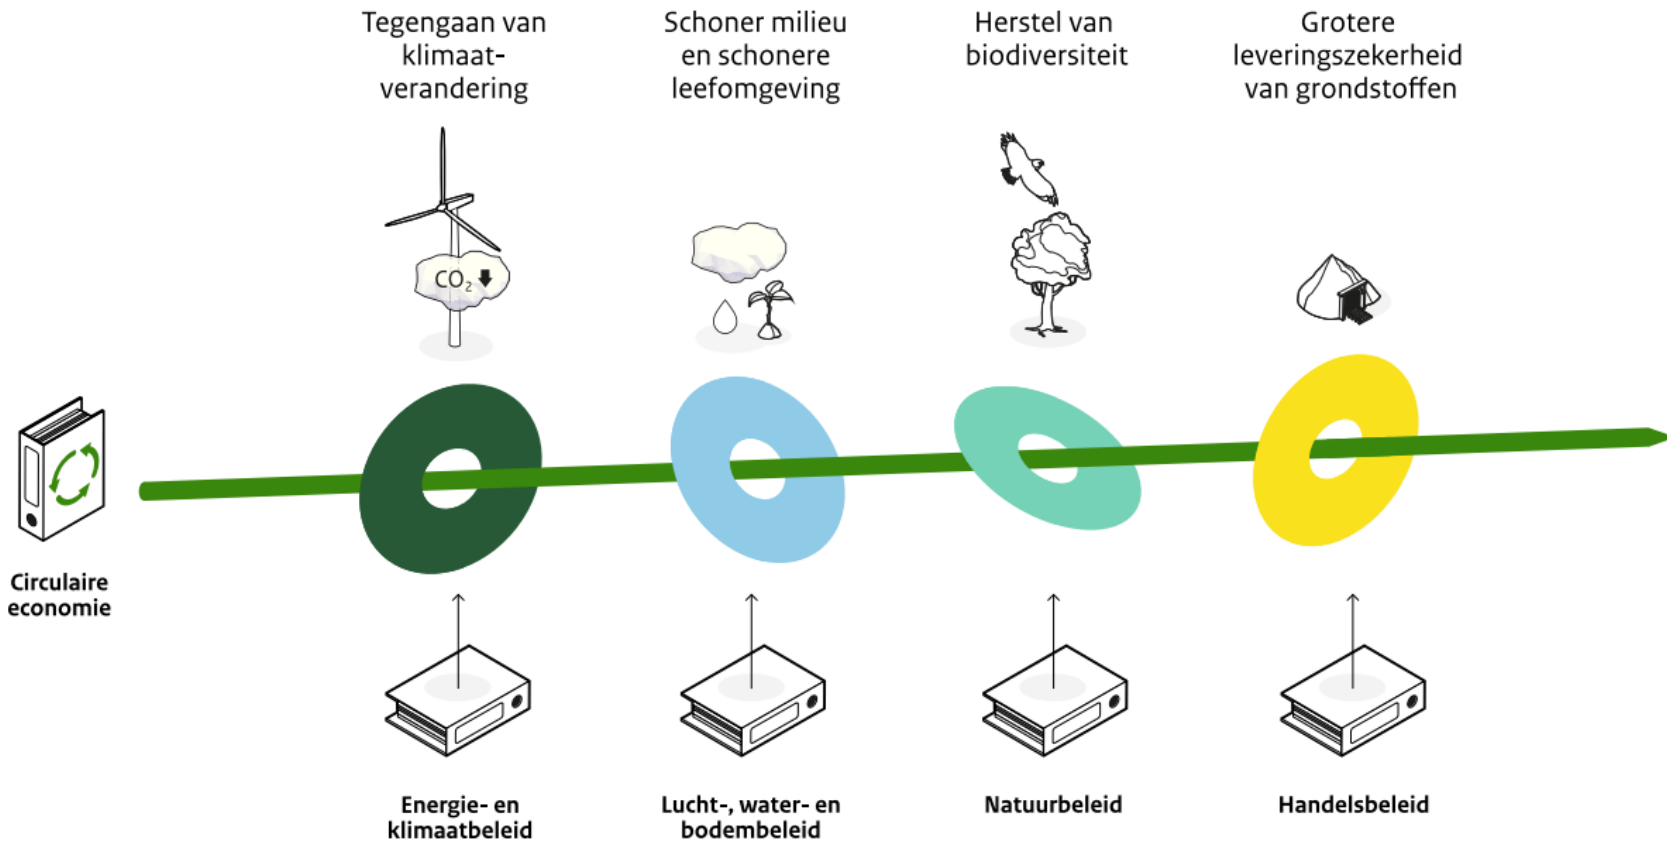 Tegengaan van
klimaat-
verandering
Schoner milieu
en schonere
leefomgeving
Herstel van
biodiversiteit
Grotere
leveringszekerheid
van grondstoffen
CO₂
Circulaire
economie
Energie- en
klimaatbeleid
Lucht-, water- en
bodembeleid
Natuurbeleid
Handelsbeleid